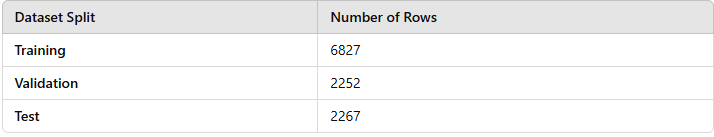 Dataset Split Number of Rows
Training 6827
Validation 2252
Test 2267